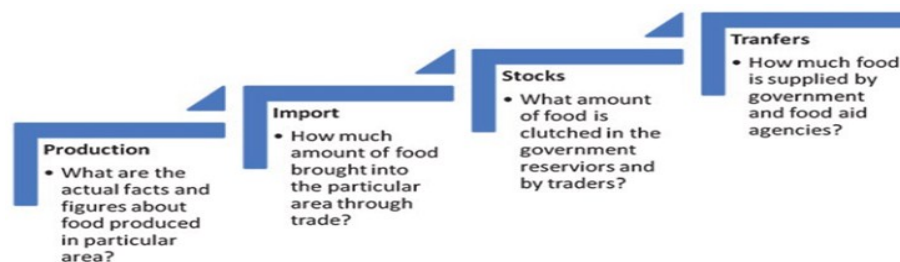 Production
• What are the
actual facts and
figures about
food produced
in particular
area?
Import
• How much
amount of food
brought into
the particular
area through
trade?
Stocks
• What amount
of food is
clutched in the
government
reserviors and
by traders?
Tranfers
• How much food
is supplied by
government
and food aid
agencies?